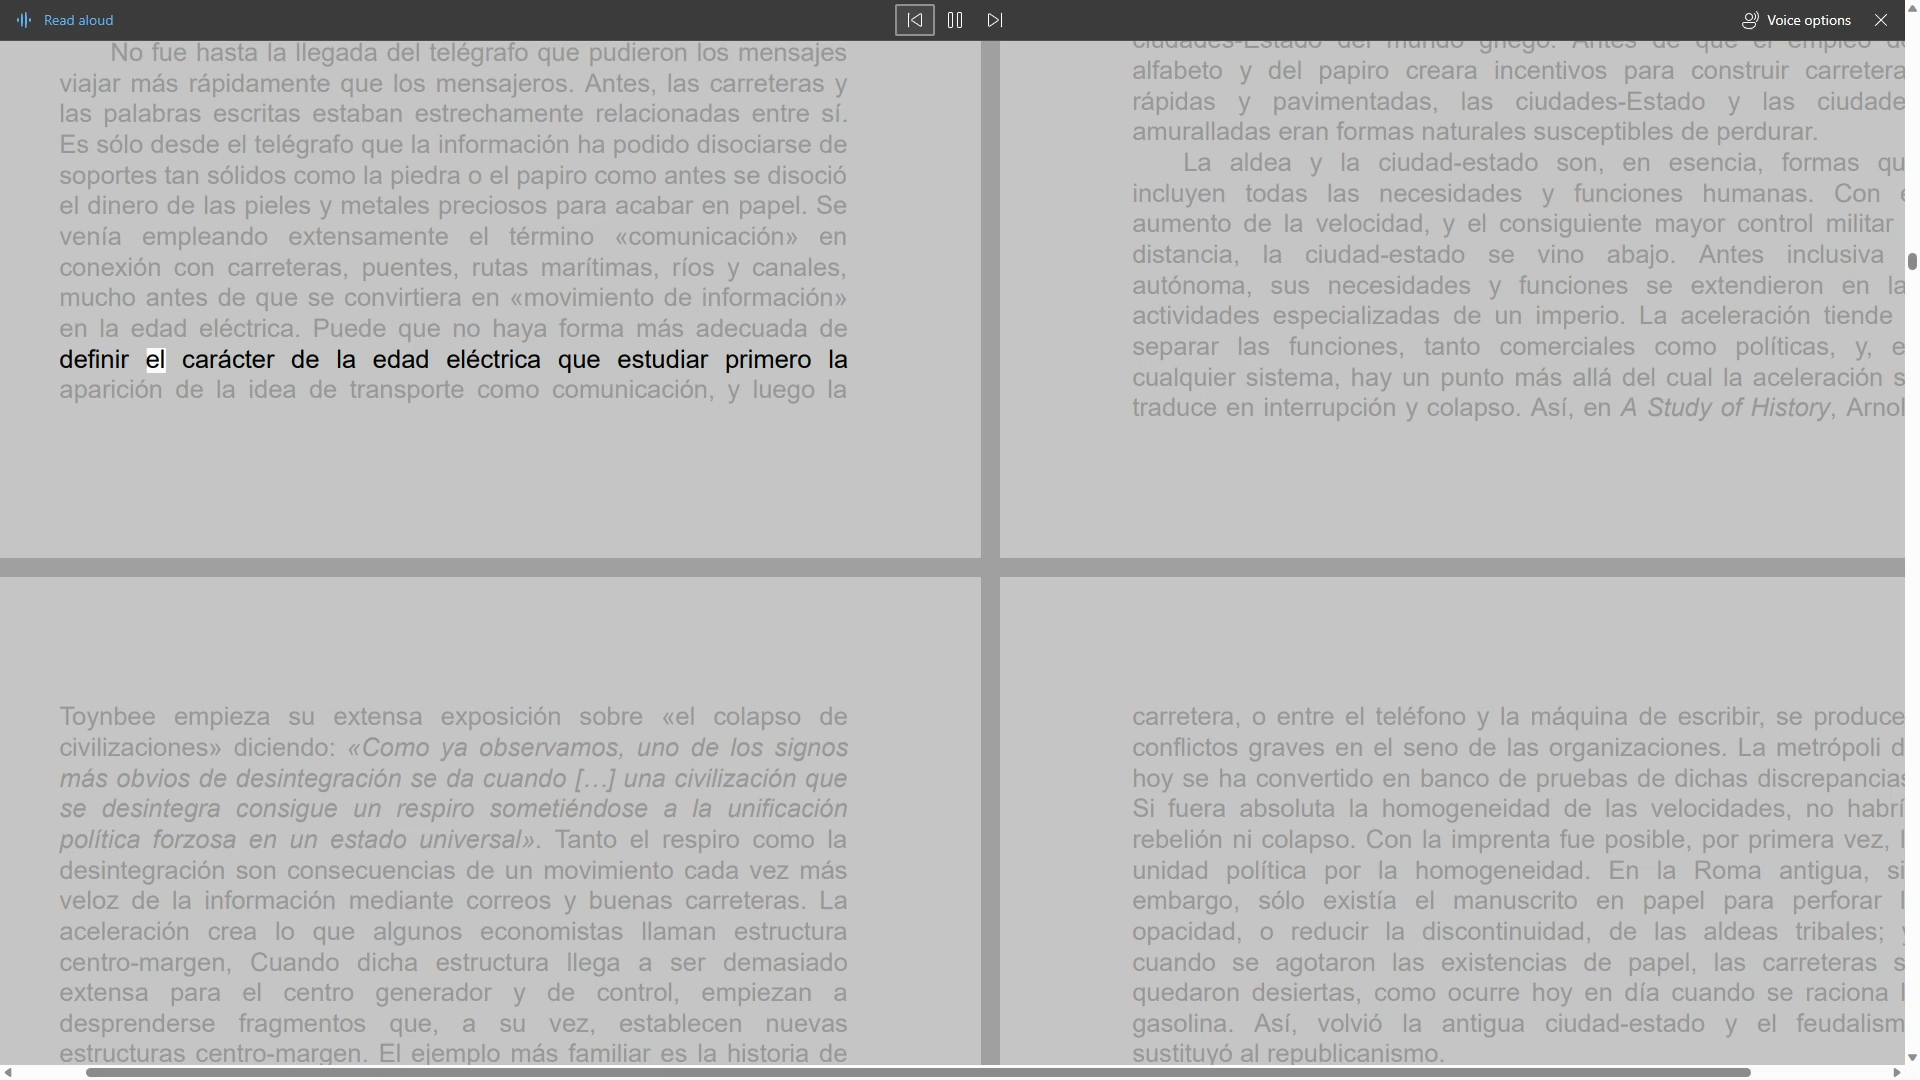 Read aloud
Voice options
No fue hasta la llegada del telégrafo que pudieron los mensajes
viajar más rápidamente que los mensajeros. Antes, las carreteras y
las palabras escritas estaban estrechamente relacionadas entre sí.
Es sólo desde el telégrafo que la información ha podido disociarse de
soportes tan sólidos como la piedra o el papiro como antes se disoció
el dinero de las pieles y metales preciosos para acabar en papel. Se
venía empleando extensamente el término «comunicación» en
conexión con carreteras, puentes, rutas marítimas, ríos y canales,
mucho antes de que se convirtiera en «movimiento de información»
en la edad eléctrica. Puede que no haya forma más adecuada de
definir el carácter de la edad eléctrica que estudiar primero la
aparición de la idea de transporte como comunicación, y luego la
ciudades-Estado del mundo griego. Antes de que el empleo de
alfabeto y del papiro creara incentivos para construir carretera
rápidas y pavimentadas, las ciudades-Estado y las ciudade
amuralladas eran formas naturales susceptibles de perdurar.
La aldea y la ciudad-estado son, en esencia, formas qu
incluyen todas las necesidades y funciones humanas. Con e
aumento de la velocidad, y el consiguiente mayor control militar
distancia, la ciudad-estado se vino abajo. Antes inclusiva
autónoma, sus necesidades y funciones se extendieron en la
actividades especializadas de un imperio. La aceleración tiende
separar las funciones, tanto comerciales como políticas, y, e
cualquier sistema, hay un punto más allá del cual la aceleración s
traduce en interrupción y colapso. Así, en A Study of History, Arnol
Toynbee empieza su extensa exposición sobre «el colapso de
civilizaciones» diciendo: «Como ya observamos, uno de los signos
más obvios de desintegración se da cuando […] una civilización que
se desintegra consigue un respiro sometiéndose a la unificación
política forzosa en un estado universal». Tanto el respiro como la
desintegración son consecuencias de un movimiento cada vez más
veloz de la información mediante correos y buenas carreteras. La
aceleración crea lo que algunos economistas llaman estructura
centro-margen, Cuando dicha estructura llega a ser demasiado
extensa para el centro generador y de control, empiezan a
desprenderse fragmentos que, a su vez, establecen nuevas
estructuras centro-margen. El ejemplo más familiar es la historia de
carretera, o entre el teléfono y la máquina de escribir, se produce
conflictos graves en el seno de las organizaciones. La metrópoli d
hoy se ha convertido en banco de pruebas de dichas discrepancias
Si fuera absoluta la homogeneidad de las velocidades, no habrí
rebelión ni colapso. Con la imprenta fue posible, por primera vez, l
unidad política por la homogeneidad. En la Roma antigua, si
embargo, sólo existía el manuscrito en papel para perforar l
opacidad, o reducir la discontinuidad, de las aldeas tribales; y
cuando se agotaron las existencias de papel, las carreteras s
quedaron desiertas, como ocurre hoy en día cuando se raciona l
gasolina. Así, volvió la antigua ciudad-estado y el feudalism
sustituyó al republicanismo.